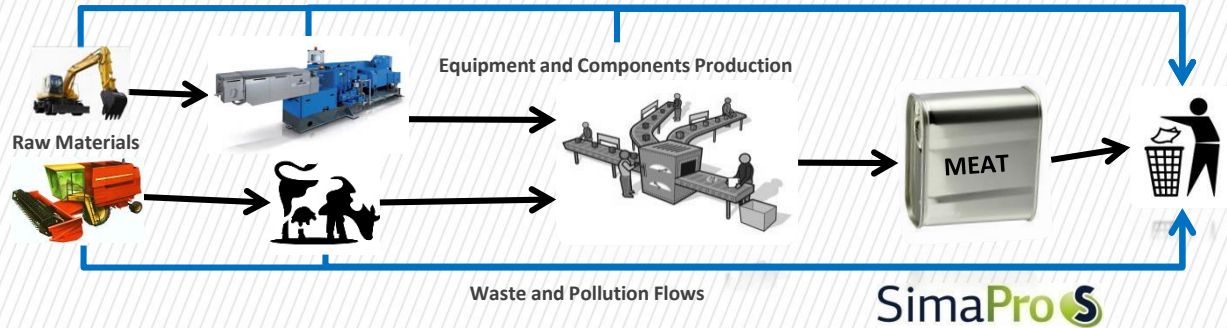 Equipment and Components Production
Raw Materials
MEAT
Waste and Pollution Flows
SimaPro S